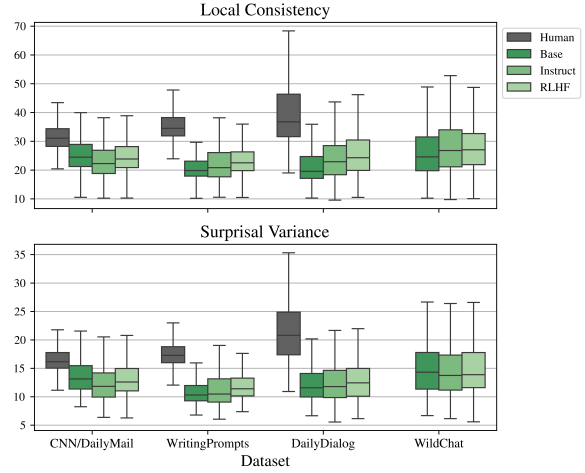 Local Consistency
70
60
50
40
30
20
10
Human
Base
Instruct
RLHF
Surprisal Variance
35
30
25
20
15
10
5
CNN/DailyMail WritingPrompts DailyDialog WildChat
Dataset